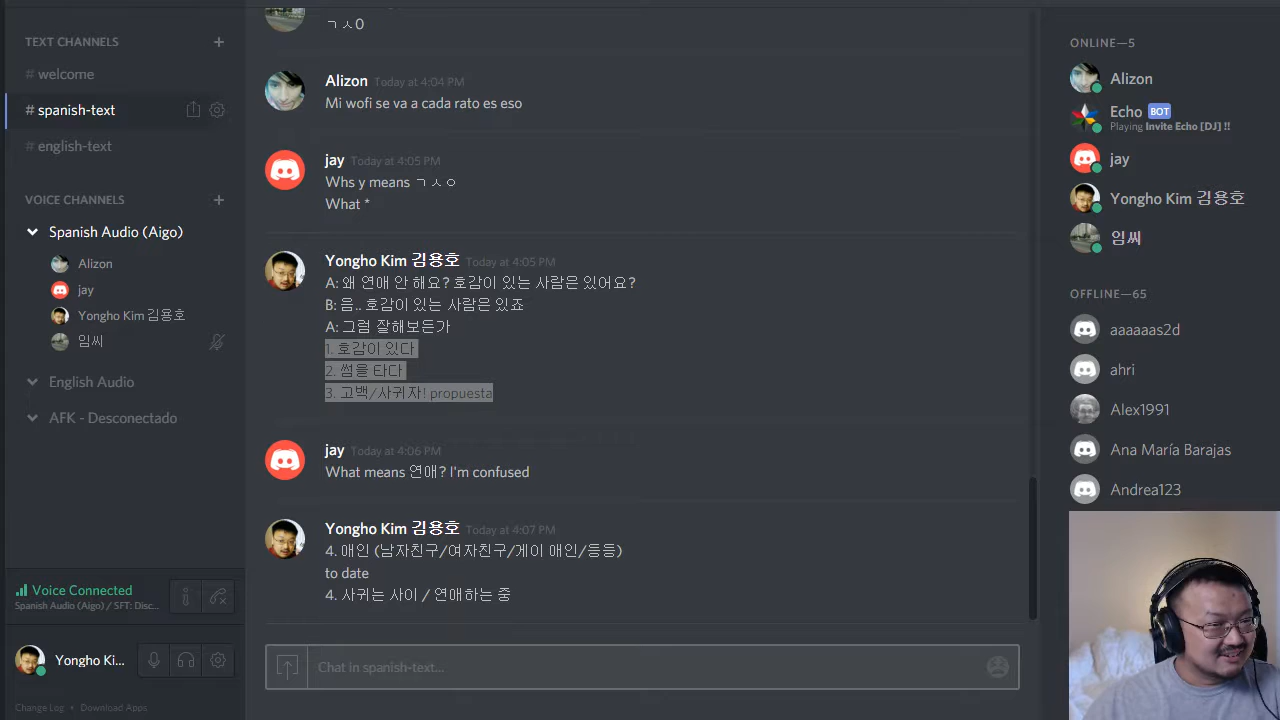 TEXT CHANNELS
# welcome
# spanish-text
# english-text
VOICE CHANNELS
Spanish Audio (Aigo)
Alizon
jay
Yongho Kim 김용호
임씨
English Audio
AFK - Desconectado
Voice Connected
Spanish Audio (Aigo) / SFT: Disc...
Yongho Ki...
Change Log • Download Apps
ㄱㅅ0
Alizon Today at 4:04 PM
Mi wofi se va a cada rato es eso
jay Today at 4:05 PM
Whs y means ㄱㅅㅇ
What *
Yongho Kim 김용호 Today at 4:05 PM
A: 왜 연애 안 해요? 호감이 있는 사람은 있어요?
B: 음.. 호감이 있는 사람은 있죠
A: 그럼 잘해보든가
1. 호감이 있다
2. 썸을 타다
3. 고백/사귀자! propuesta
jay Today at 4:06 PM
What means 연애? I'm confused
Yongho Kim 김용호 Today at 4:07 PM
4. 애인 (남자친구/여자친구/게이 애인/등등)
to date
4. 사귀는 사이 / 연애하는 중
Chat in spanish-text...
ONLINE—5
Alizon
Echo BOT
Playing Invite Echo [DJ] !!
jay
Yongho Kim 김용호
임씨
OFFLINE—65
aaaaaas2d
ahri
Alex1991
Ana María Barajas
Andrea123